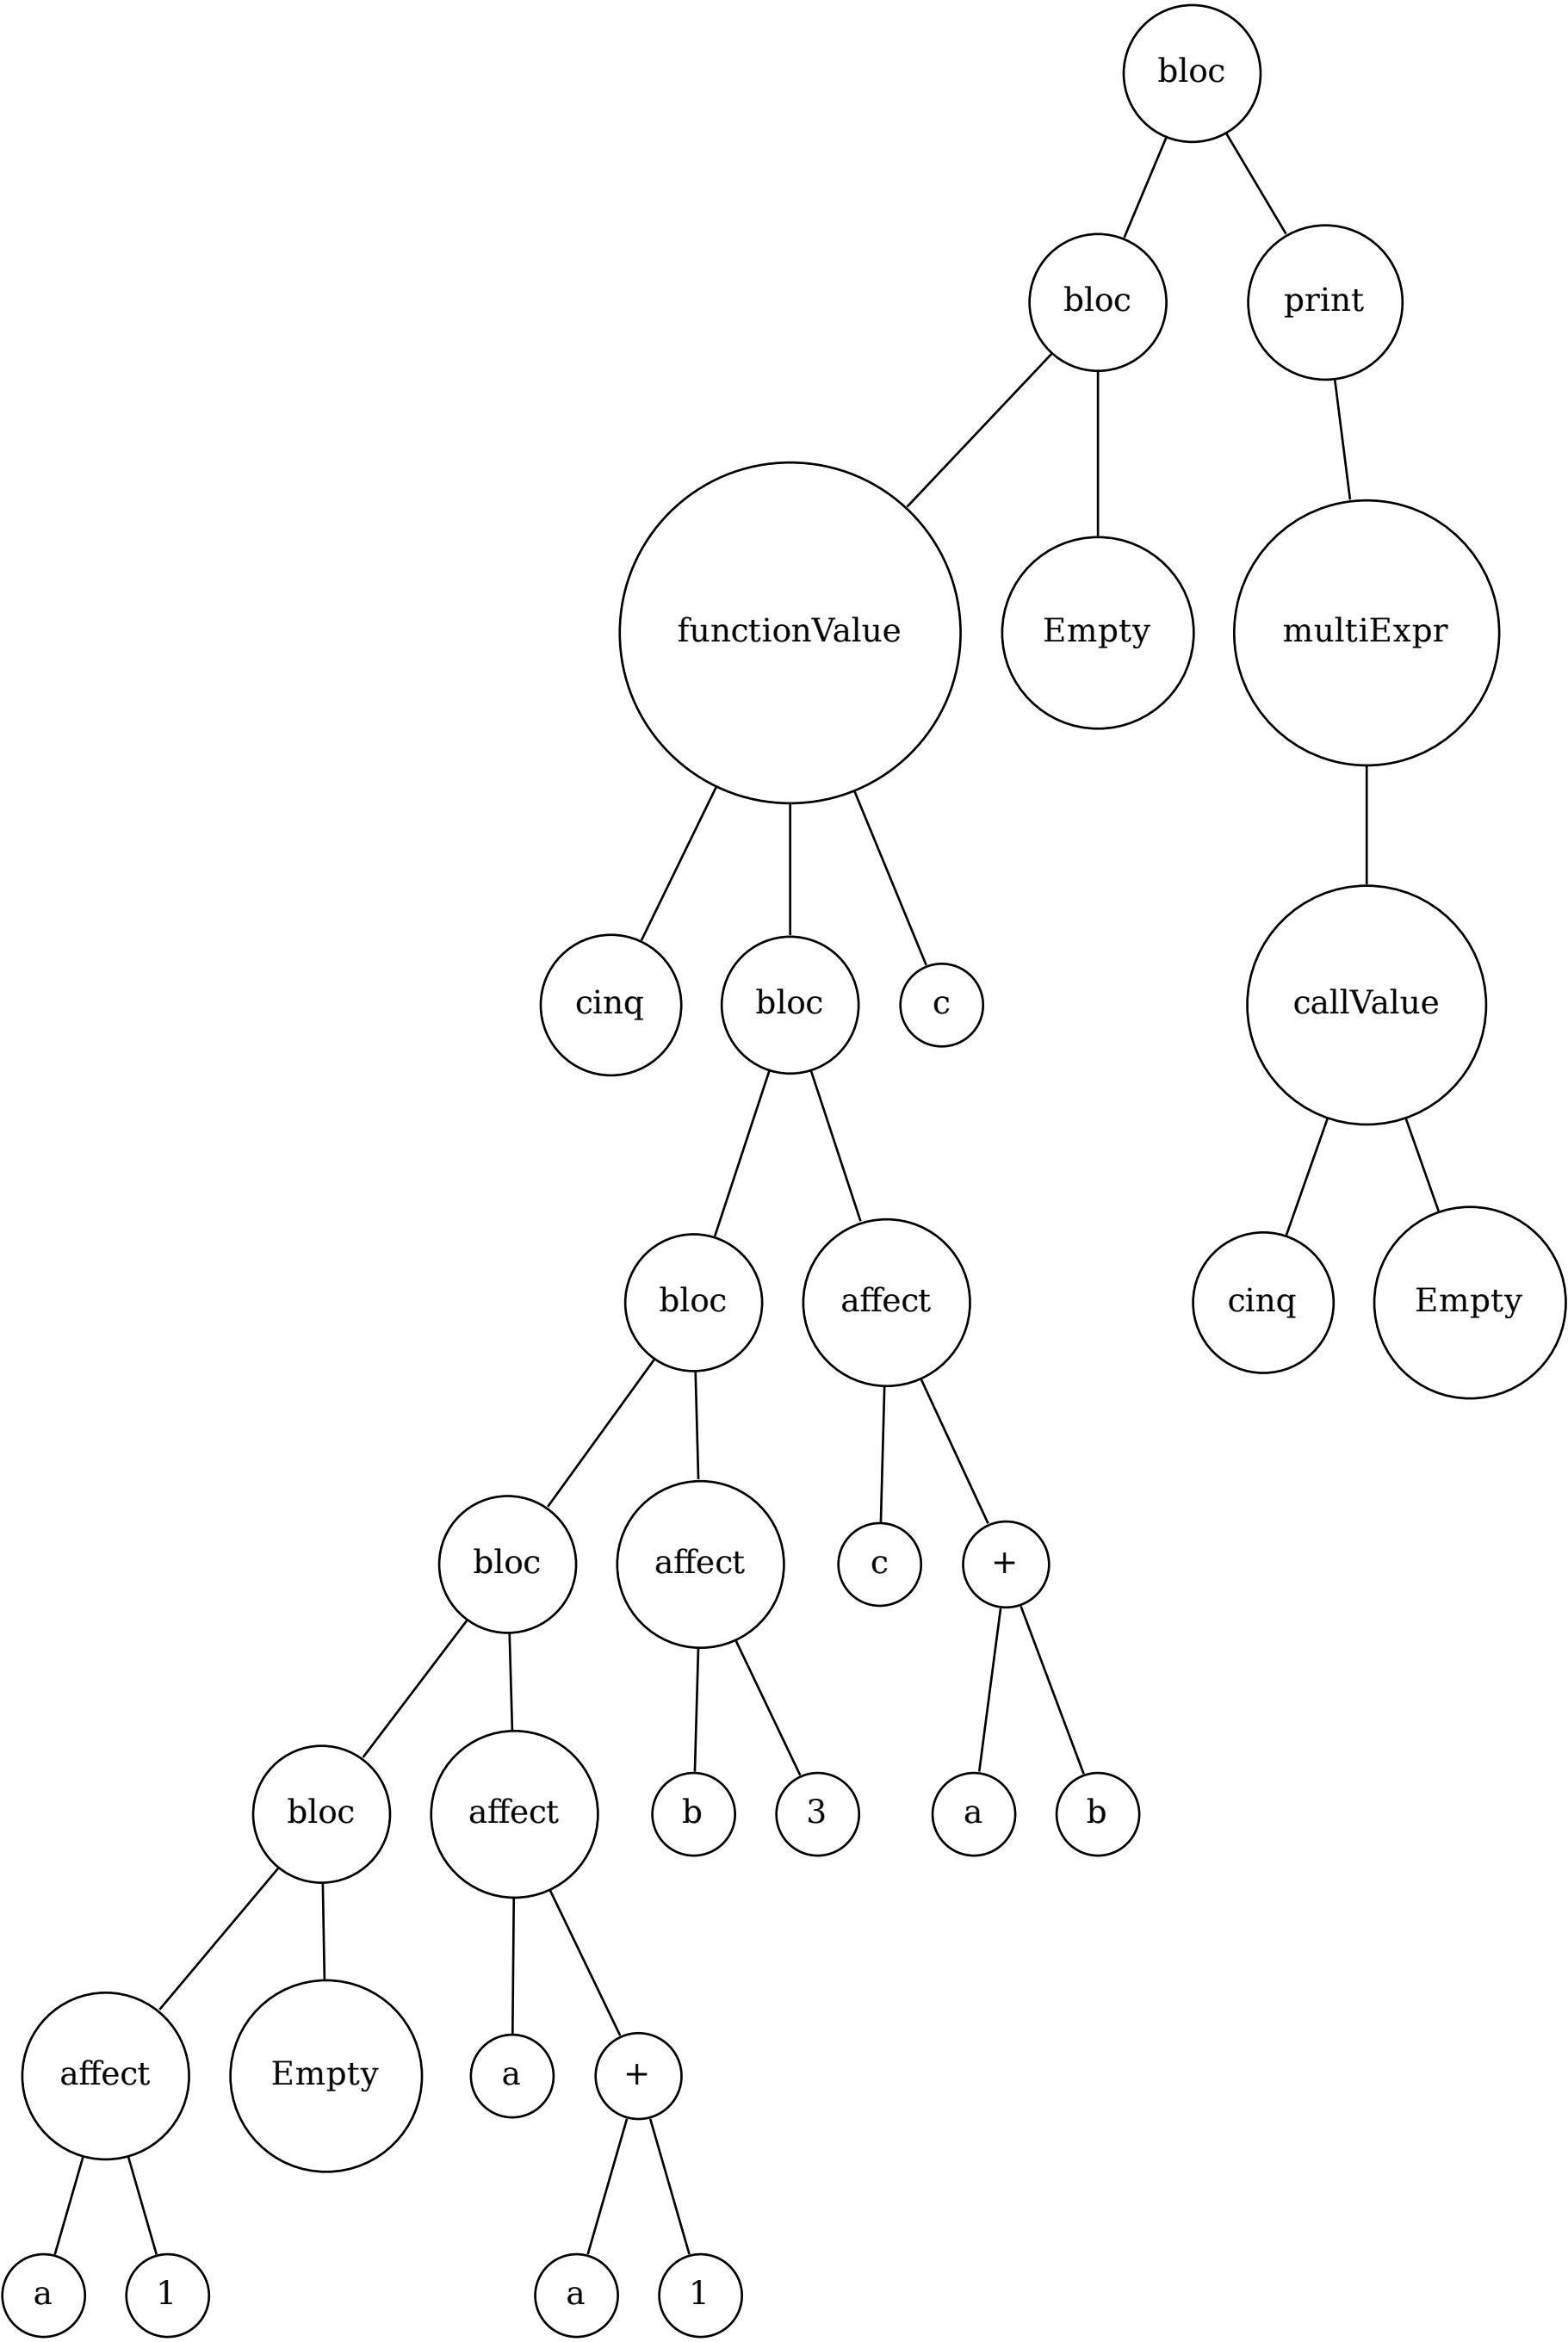 bloc
bloc
print
functionValue
Empty
multiExpr
cinq
bloc
c
callValue
bloc
affect
cinq
Empty
bloc
affect
c
+
bloc
affect
b
3
a
b
affect
Empty
a
+
a
1
a
1